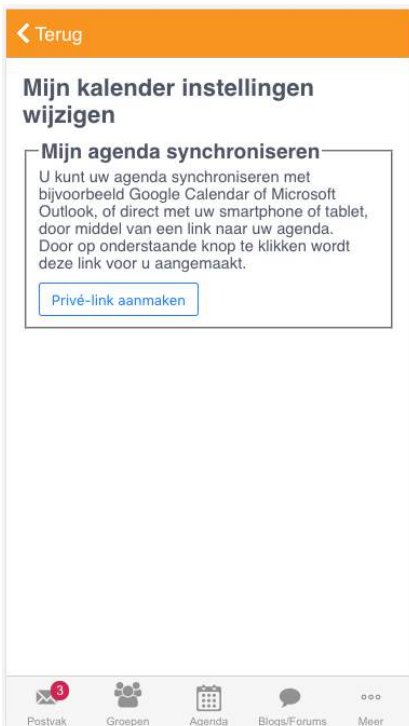 Terug
Mijn kalender instellingen
wijzigen
Mijn agenda synchroniseren
U kunt uw agenda synchroniseren met
bijvoorbeeld Google Calendar of Microsoft
Outlook, of direct met uw smartphone of tablet,
door middel van een link naar uw agenda.
Door op onderstaande knop te klikken wordt
deze link voor u aangemaakt.
Privé-link aanmaken
3
Postvak Groepen Agenda Blogs/Forums Meer